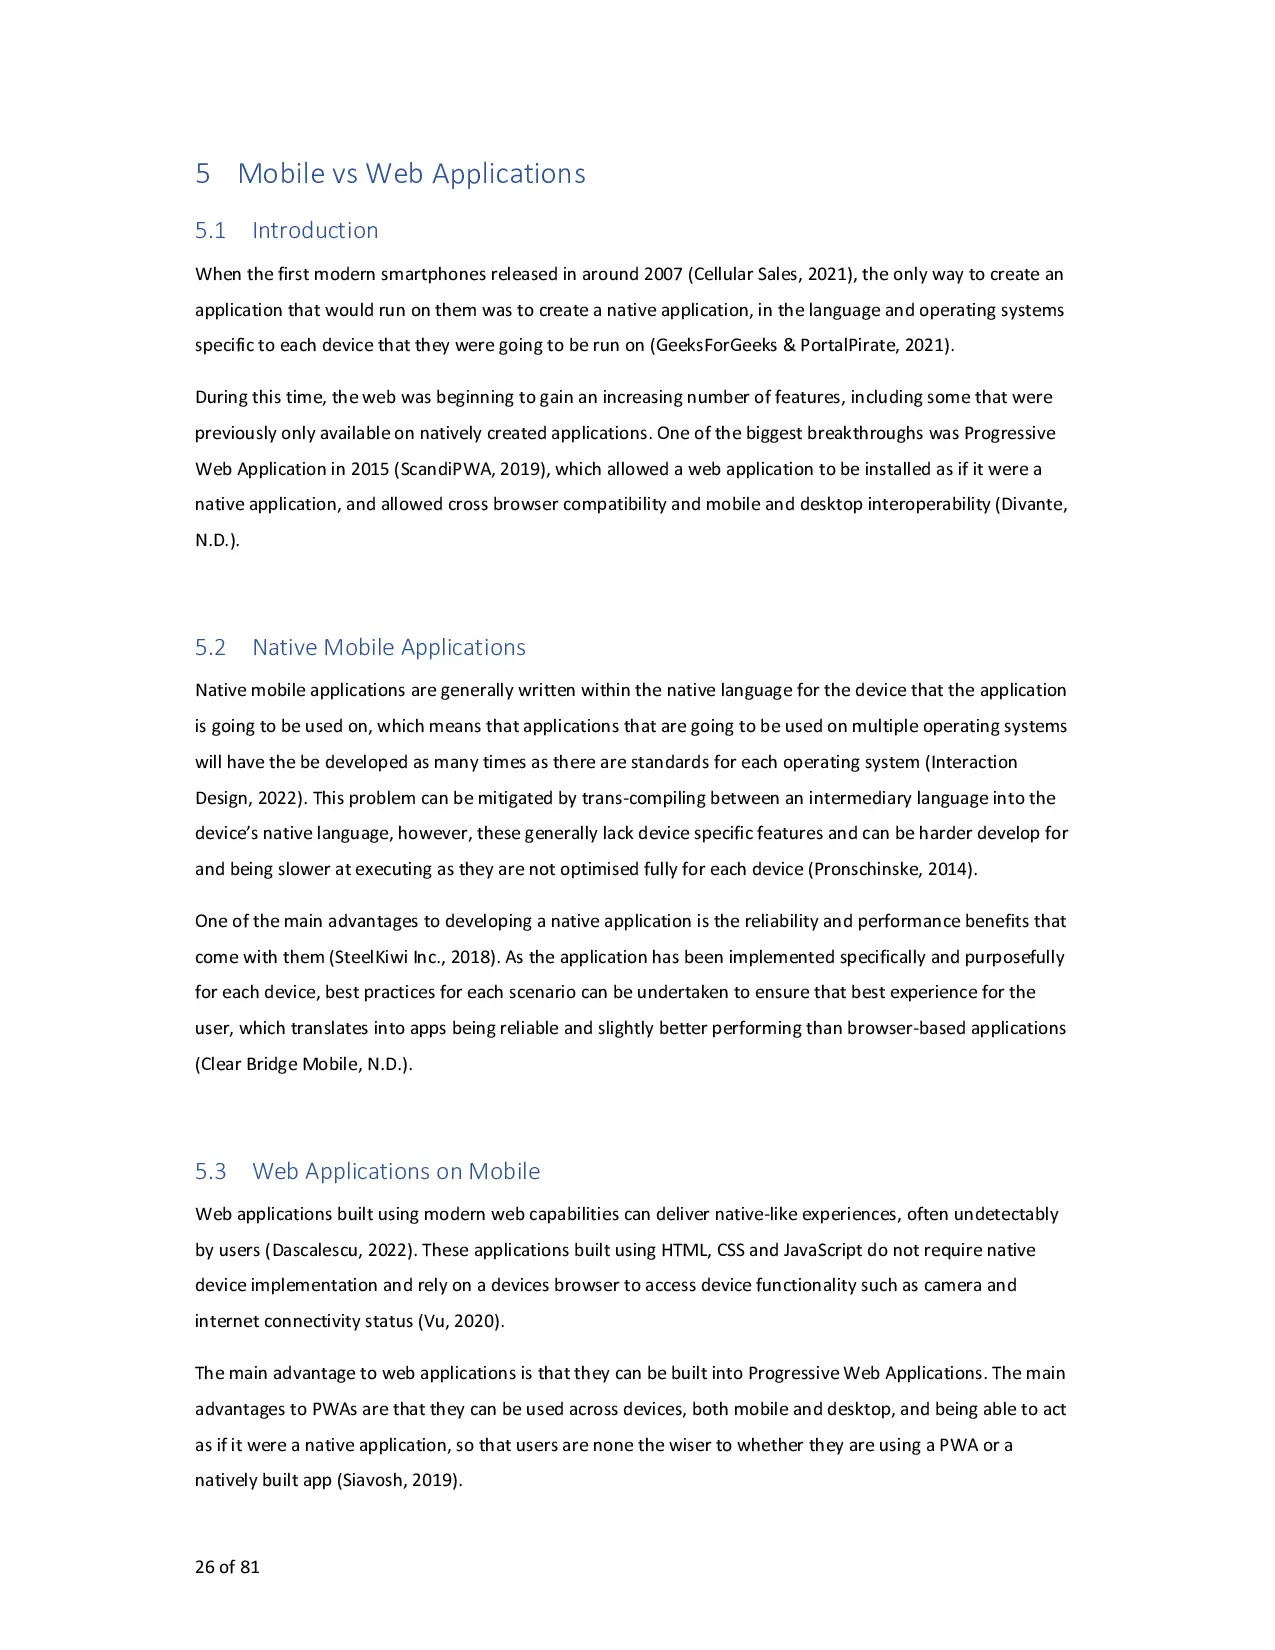 5 Mobile vs Web Applications
5.1 Introduction
When the first modern smartphones released in around 2007 (Cellular Sales, 2021), the only way to create an
application that would run on them was to create a native application, in the language and operating systems
specific to each device that they were going to be run on (GeeksForGeeks & PortalPirate, 2021).
During this time, the web was beginning to gain an increasing number of features, including some that were
previously only available on natively created applications. One of the biggest breakthroughs was Progressive
Web Application in 2015 (ScandiPWA, 2019), which allowed a web application to be installed as if it were a
native application, and allowed cross browser compatibility and mobile and desktop interoperability (Divante,
N.D.).
5.2 Native Mobile Applications
Native mobile applications are generally written within the native language for the device that the application
is going to be used on, which means that applications that are going to be used on multiple operating systems
will have the be developed as many times as there are standards for each operating system (Interaction
Design, 2022). This problem can be mitigated by trans-compiling between an intermediary language into the
device’s native language, however, these generally lack device specific features and can be harder develop for
and being slower at executing as they are not optimised fully for each device (Pronschinske, 2014).
One of the main advantages to developing a native application is the reliability and performance benefits that
come with them (SteelKiwi Inc., 2018). As the application has been implemented specifically and purposefully
for each device, best practices for each scenario can be undertaken to ensure that best experience for the
user, which translates into apps being reliable and slightly better performing than browser-based applications
(Clear Bridge Mobile, N.D.).
5.3 Web Applications on Mobile
Web applications built using modern web capabilities can deliver native-like experiences, often undetectably
by users (Dascalescu, 2022). These applications built using HTML, CSS and JavaScript do not require native
device implementation and rely on a devices browser to access device functionality such as camera and
internet connectivity status (Vu, 2020).
The main advantage to web applications is that they can be built into Progressive Web Applications. The main
advantages to PWAs are that they can be used across devices, both mobile and desktop, and being able to act
as if it were a native application, so that users are none the wiser to whether they are using a PWA or a
natively built app (Siavosh, 2019).
26 of 81